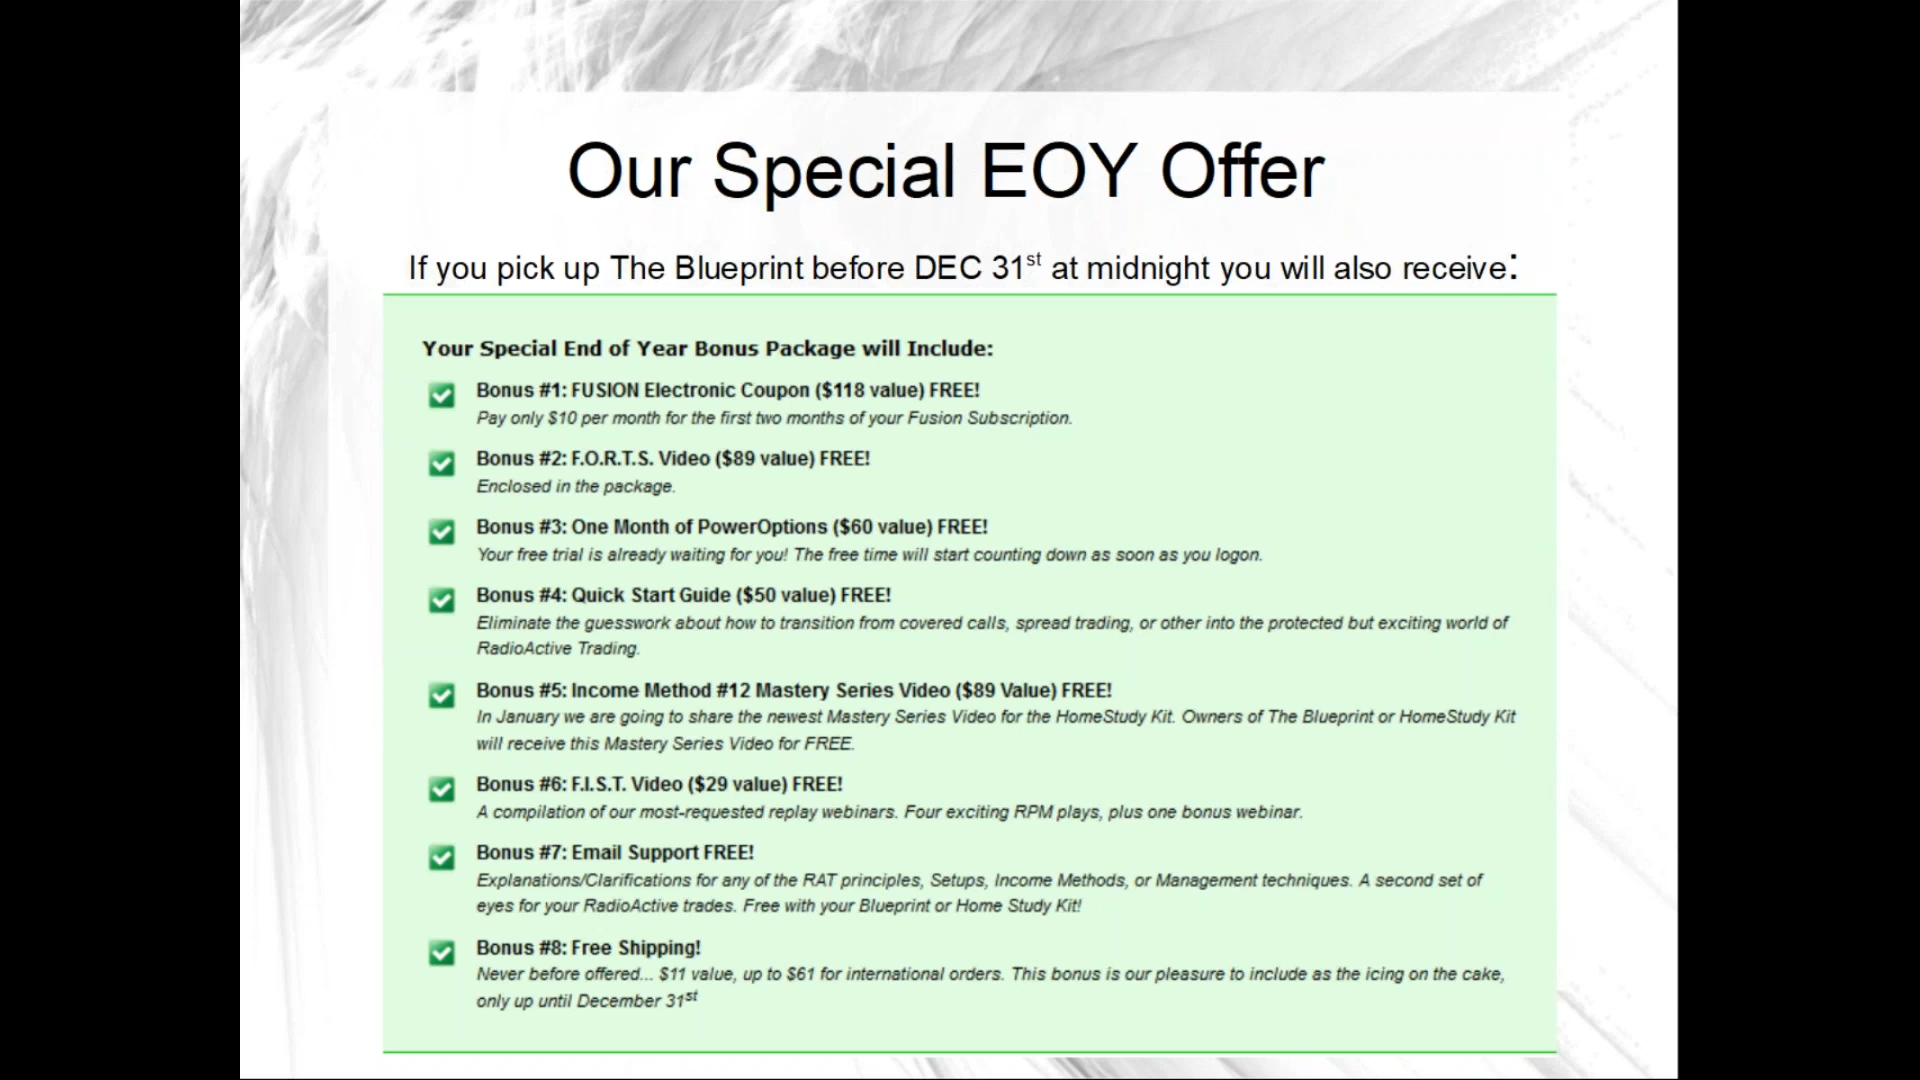 Our Special EOY Offer
If you pick up The Blueprint before DEC 31st at midnight you will also receive:
Your Special End of Year Bonus Package will Include:
Bonus #1: FUSION Electronic Coupon ($118 value) FREE!
Pay only $10 per month for the first two months of your Fusion Subscription.
Bonus #2: F.O.R.T.S. Video ($89 value) FREE!
Enclosed in the package.
Bonus #3: One Month of PowerOptions ($60 value) FREE!
Your free trial is already waiting for you! The free time will start counting down as soon as you logon.
Bonus #4: Quick Start Guide ($50 value) FREE!
Eliminate the guesswork about how to transition from covered calls, spread trading, or other into the protected but exciting world of
RadioActive Trading.
Bonus #5: Income Method #12 Mastery Series Video ($89 Value) FREE!
In January we are going to share the newest Mastery Series Video for the HomeStudy Kit. Owners of The Blueprint or HomeStudy Kit
will receive this Mastery Series Video for FREE.
Bonus #6: F.I.S.T. Video ($29 value) FREE!
A compilation of our most-requested replay webinars. Four exciting RPM plays, plus one bonus webinar.
Bonus #7: Email Support FREE!
Explanations/Clarifications for any of the RAT principles, Setups, Income Methods, or Management techniques. A second set of
eyes for your RadioActive trades. Free with your Blueprint or Home Study Kit!
Bonus #8: Free Shipping!
Never before offered... $11 value, up to $61 for international orders. This bonus is our pleasure to include as the icing on the cake,
only up until December 31st